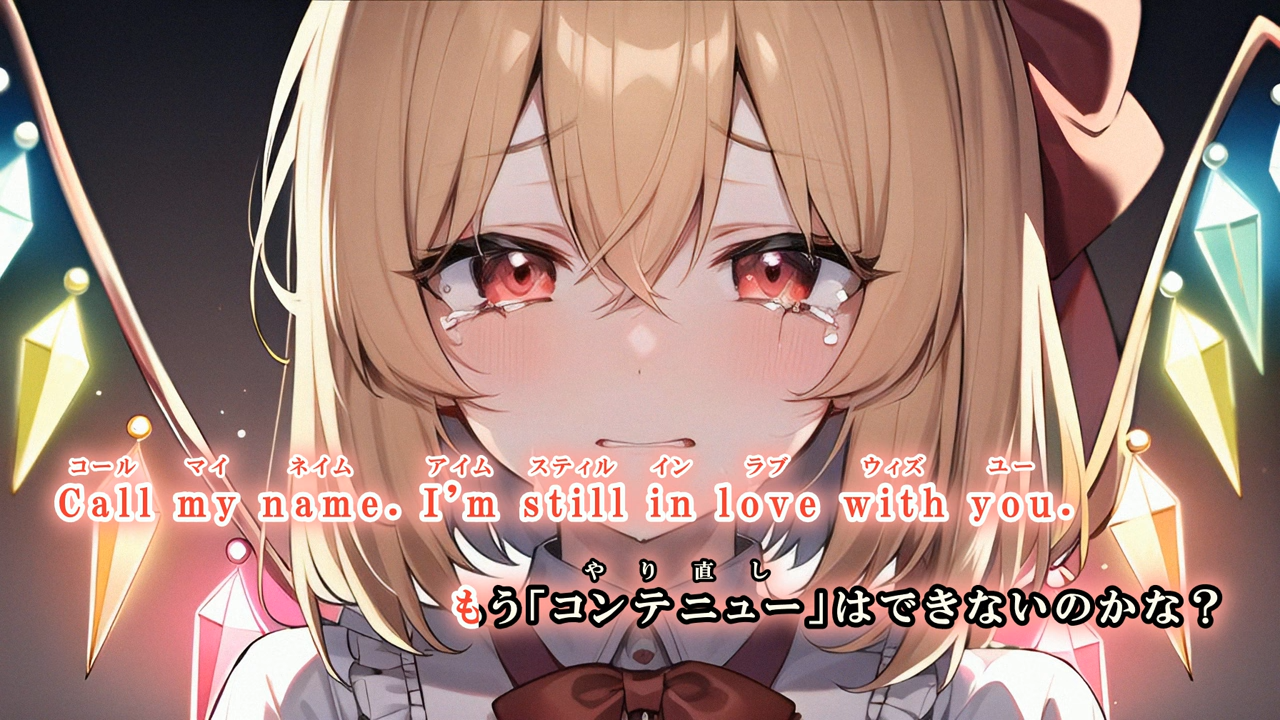 コール マイ ネイム アイム スティル イン ラブ ウィズ ユー
Call my name. I'm still in love with you.
やり直し
もう「コンテニュー」はできないのかな？